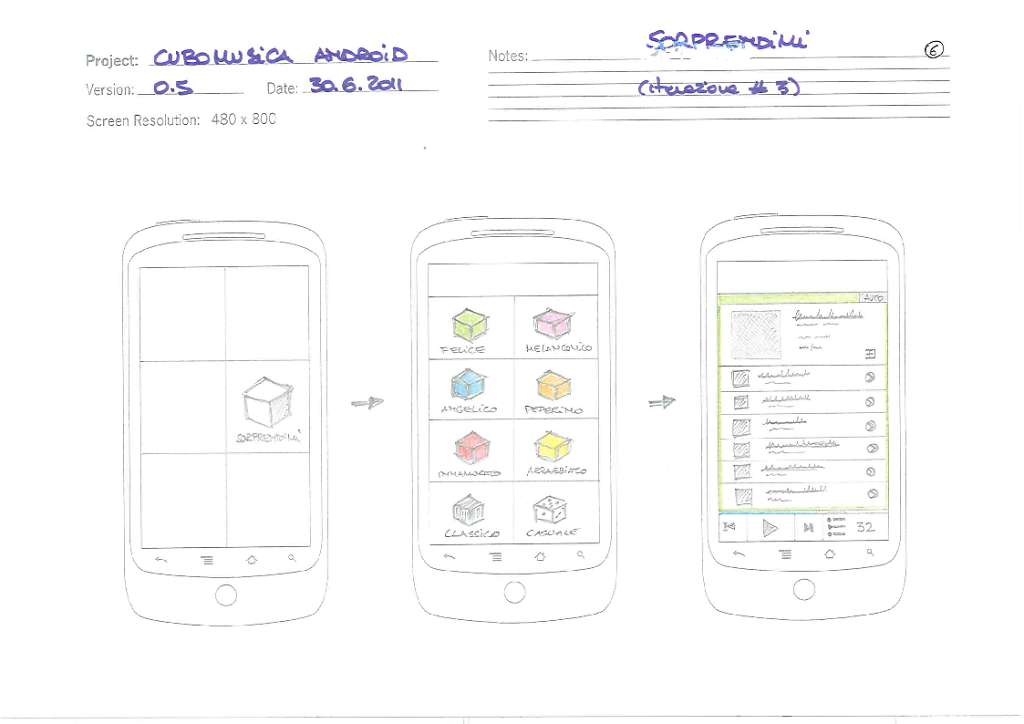 Project: CUBOMUSICA ANDROID
Version: 0.5 Date: 30.6.2011
Screen Resolution: 480 x 800
Notes: SORPRENDIMI
(iterazione # 3)
6
SORPRENDIMI
FELICE MELANCONICO
ANGELICO PEPERINO
INNAMORATO ARRABBIATO
CLASSICO CASUALE
AUTO
32